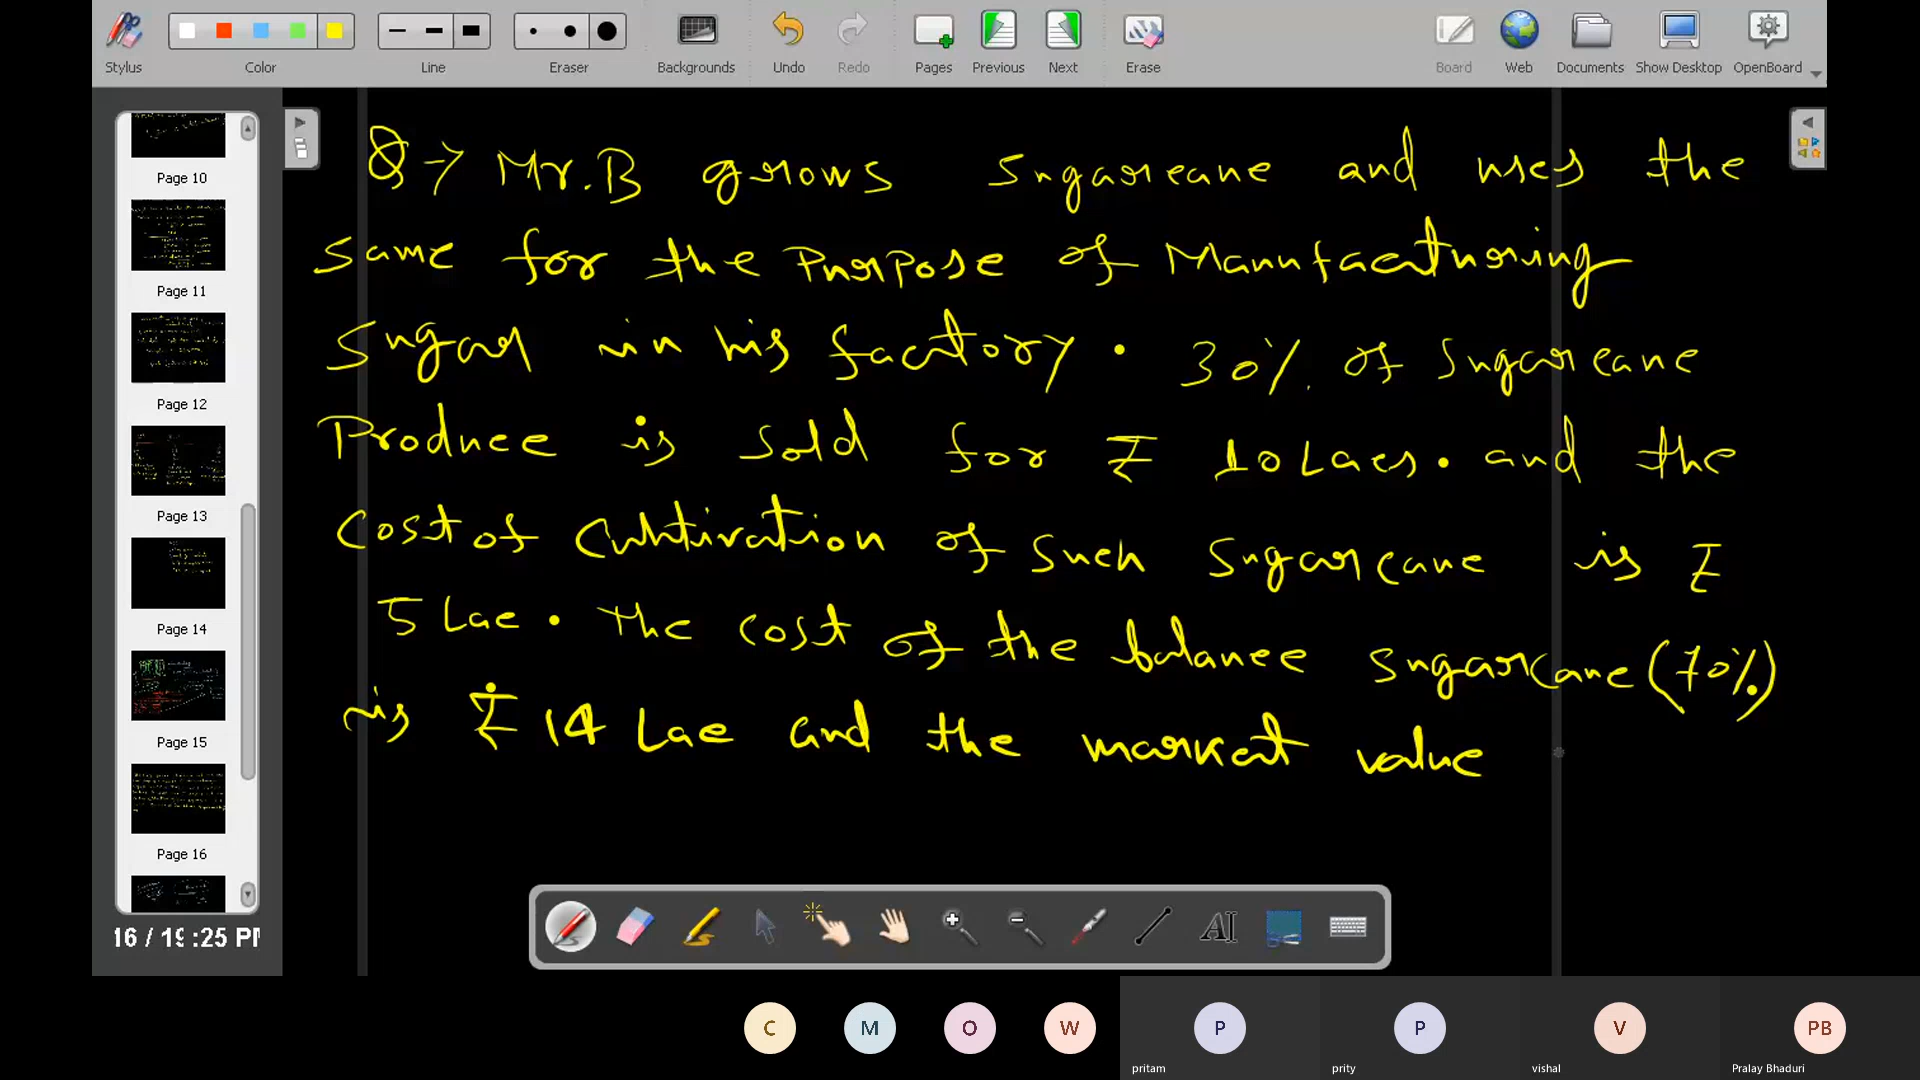 Stylus
Color
Line
Eraser
Backgrounds
Undo
Redo
Pages
Previous
Next
Erase
Board
Web
Documents
Show Desktop
OpenBoard
Page 10
Page 11
Page 12
Page 13
Page 14
Page 15
Page 16
Q → Mr. B grows Sugarcane and uses the
same for the Purpose of Manufacturing
Sugar in his factory. 30% of Sugarcane
Produce is sold for ₹ 10 Lacs. and the
Cost of Cultivation of Such Sugarcane is ₹
5 Lac. The cost of the balance sugarcane (70%)
is ₹ 14 Lac and the market value
AI
C
M
O
W
P
pritam
P
prity
V
vishal
PB
Pralay Bhaduri